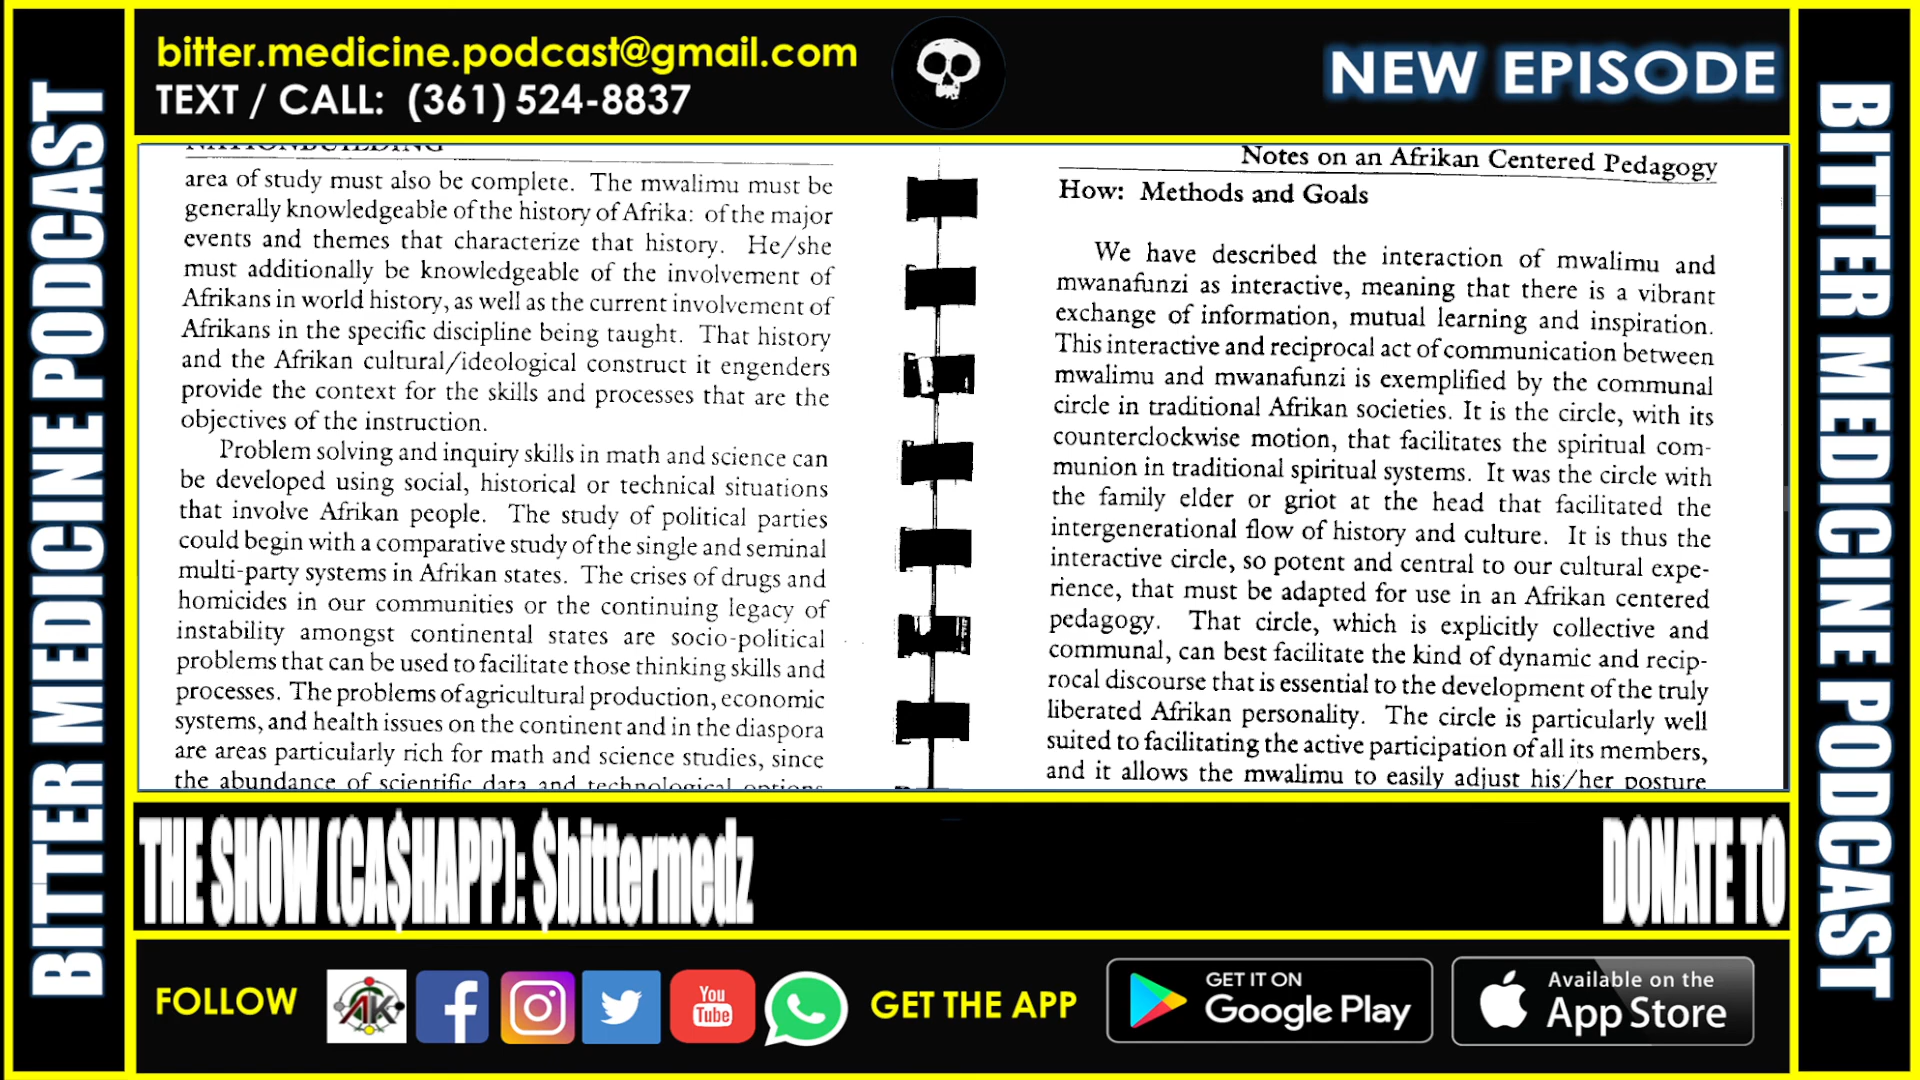 BITTER MEDICINE PODCAST
bitter.medicine.podcast@gmail.com
TEXT / CALL: (361) 524-8837
NEW EPISODE
NATIONBUILDING
area of study must also be complete. The mwalimu must be
generally knowledgeable of the history of Afrika: of the major
events and themes that characterize that history. He/she
must additionally be knowledgeable of the involvement of
Afrikans in world history, as well as the current involvement of
Afrikans in the specific discipline being taught. That history
and the Afrikan cultural/ideological construct it engenders
provide the context for the skills and processes that are the
objectives of the instruction.
Problem solving and inquiry skills in math and science can
be developed using social, historical or technical situations
that involve Afrikan people. The study of political parties
could begin with a comparative study of the single and seminal
multi-party systems in Afrikan states. The crises of drugs and
homicides in our communities or the continuing legacy of
instability amongst continental states are socio-political
problems that can be used to facilitate those thinking skills and
processes. The problems of agricultural production, economic
systems, and health issues on the continent and in the diaspora
are areas particularly rich for math and science studies, since
the abundance of scientific data and technological options
Notes on an Afrikan Centered Pedagogy
How: Methods and Goals
We have described the interaction of mwalimu and
mwanafunzi as interactive, meaning that there is a vibrant
exchange of information, mutual learning and inspiration.
This interactive and reciprocal act of communication between
mwalimu and mwanafunzi is exemplified by the communal
circle in traditional Afrikan societies. It is the circle, with its
counterclockwise motion, that facilitates the spiritual com-
munion in traditional spiritual systems. It was the circle with
the family elder or griot at the head that facilitated the
intergenerational flow of history and culture. It is thus the
interactive circle, so potent and central to our cultural expe-
rience, that must be adapted for use in an Afrikan centered
pedagogy. That circle, which is explicitly collective and
communal, can best facilitate the kind of dynamic and recip-
rocal discourse that is essential to the development of the truly
liberated Afrikan personality. The circle is particularly well
suited to facilitating the active participation of all its members,
and it allows the mwalimu to easily adjust his/her posture
THE SHOW (CA$HAPP): $bittermedz
DONATE TO
FOLLOW
AK
You
Tube
GET THE APP
GET IT ON
Google Play
Available on the
App Store
BITTER MEDICINE PODCAST